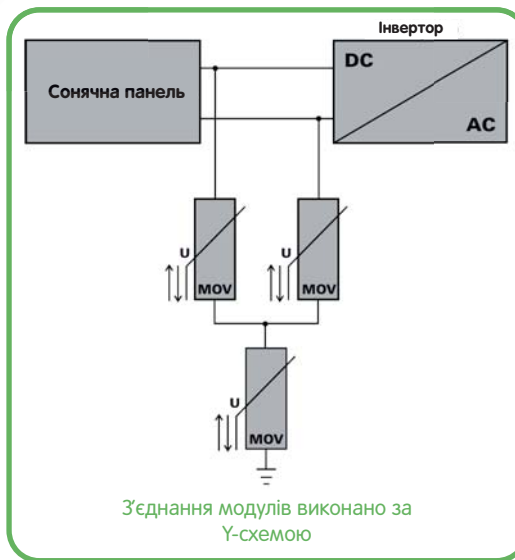 Інвертор
Сонячна панель
DC
AC
U
MOV
U
MOV
U
MOV
З'єднання модулів виконано за
Y-схемою